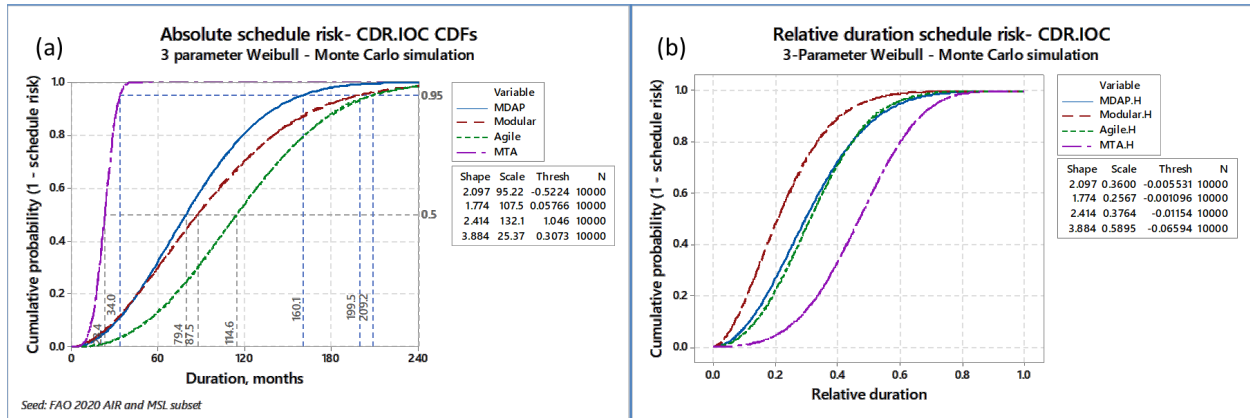 (a)
Absolute schedule risk- CDR.IOC CDFs
3 parameter Weibull - Monte Carlo simulation
Cumulative probability (1 - schedule risk)
1.0
0.8
0.6
0.4
0.2
0.0
0.95
0.5
34.0
79.4
87.5
114.6
160.1
199.5
209.2
0
60
120
180
240
Duration, months
Variable
MDAP
Modular
Agile
MTA
Shape Scale Thresh N
2.097 95.22 -0.5224 10000
1.774 107.5 0.05766 10000
2.414 132.1 1.046 10000
3.884 25.37 0.3073 10000
Seed: FAO 2020 AIR and MSL subset
(b)
Relative duration schedule risk- CDR.IOC
3-Parameter Weibull - Monte Carlo simulation
Cumulative probability (1 - schedule risk)
1.0
0.8
0.6
0.4
0.2
0.0
0.0
0.2
0.4
0.6
0.8
1.0
Relative duration
Variable
MDAP.H
Modular.H
Agile.H
MTA.H
Shape Scale Thresh N
2.097 0.3600 -0.005531 10000
1.774 0.2567 -0.001096 10000
2.414 0.3764 -0.01154 10000
3.884 0.5895 -0.06594 10000